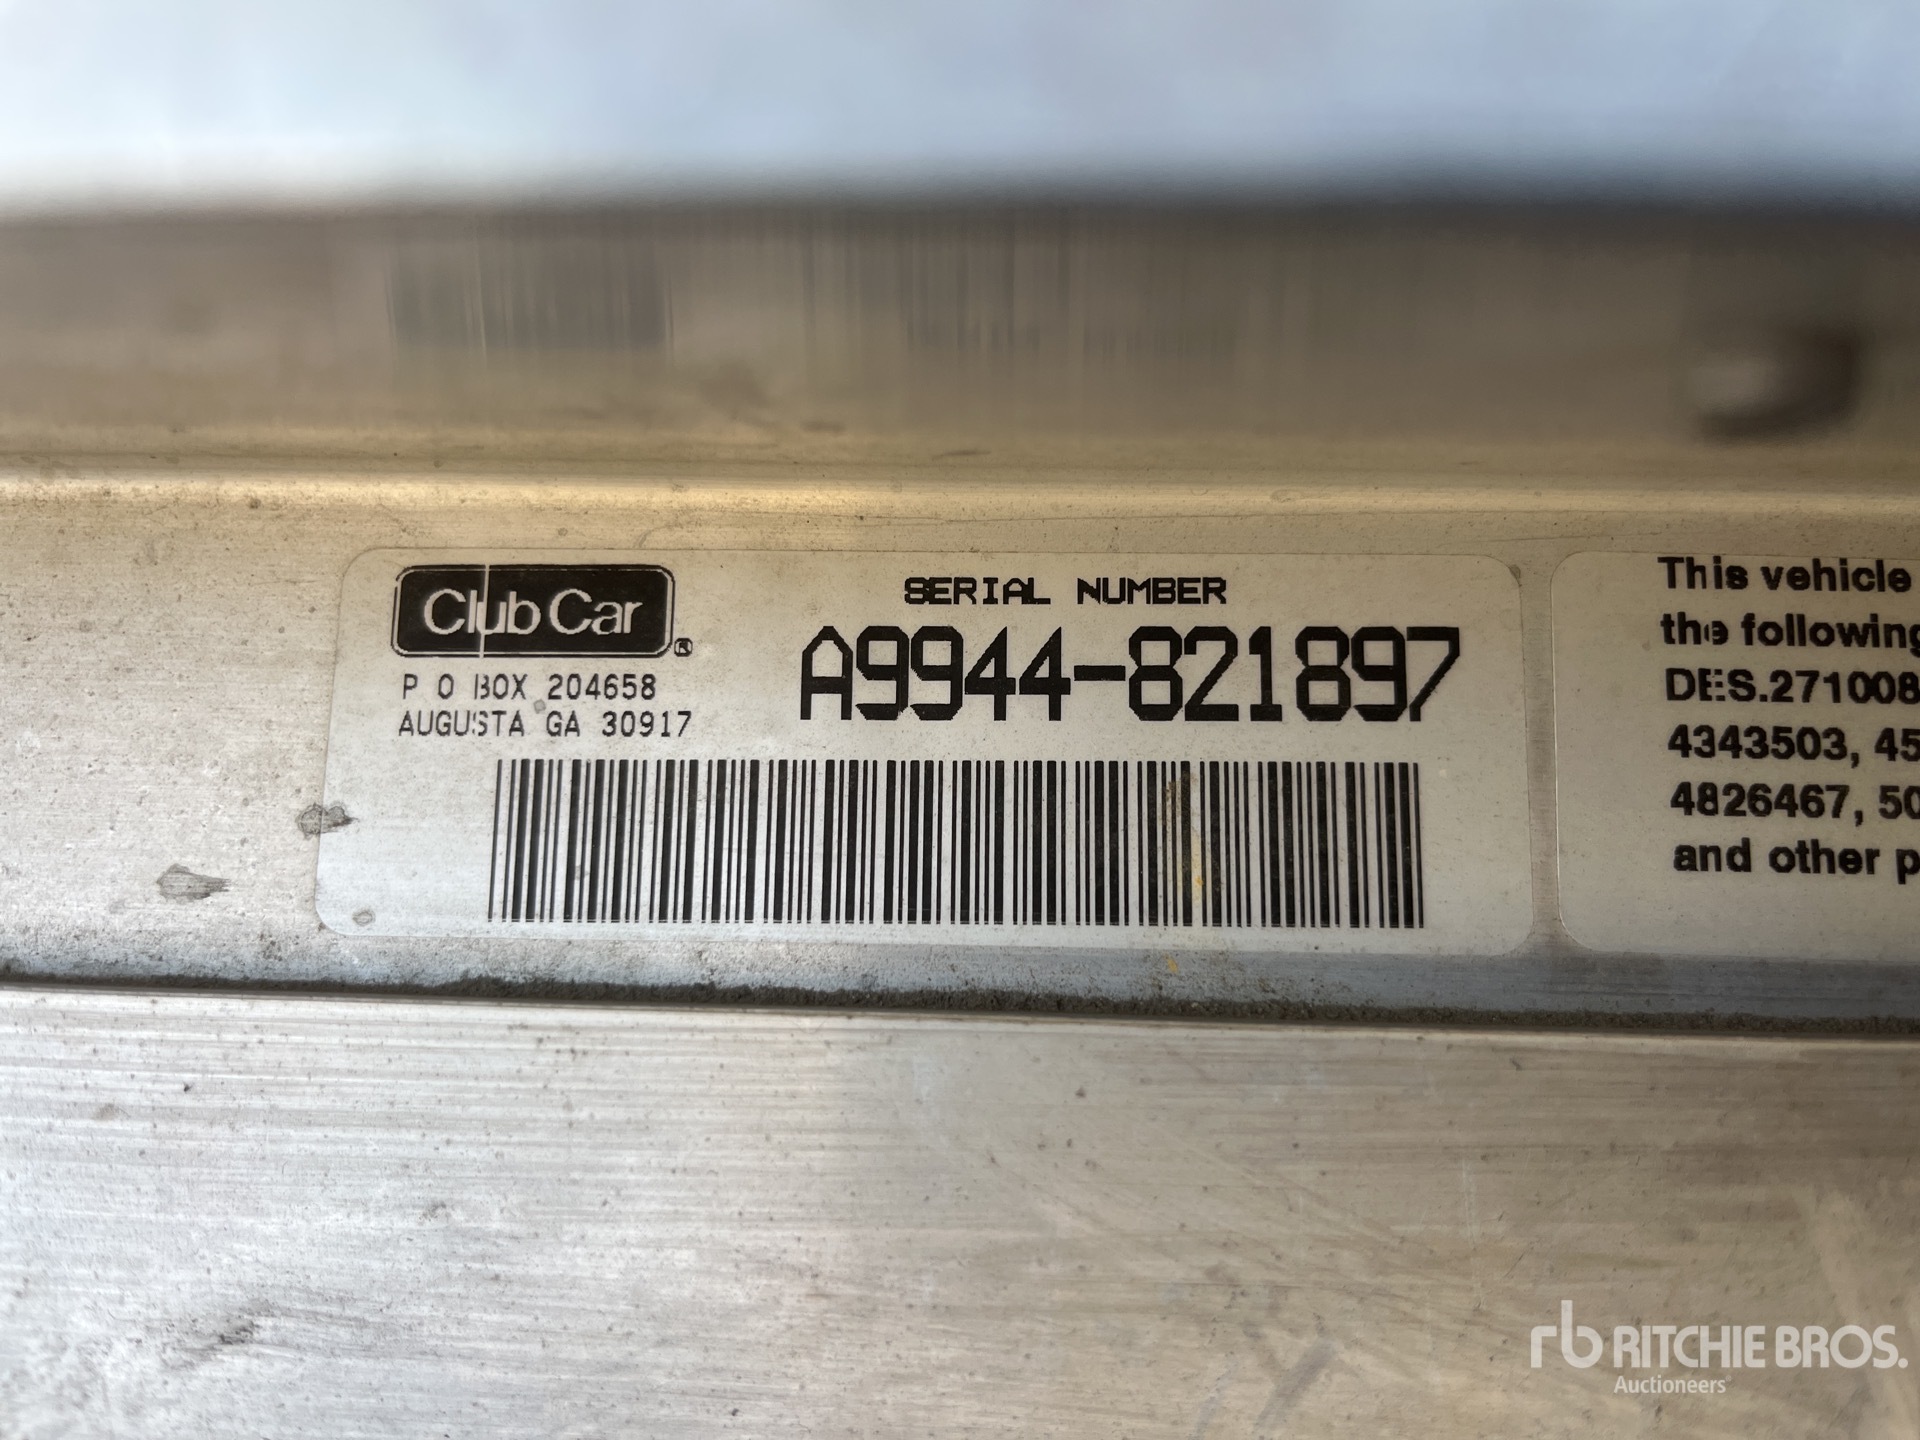 Club Car®
P O BOX 204658
AUGUSTA GA 30917
SERIAL NUMBER
A9944-821897
This vehicle
the following
DES.271008
4343503, 45
4826467, 50
and other p
rb RITCHIE BROS.
Auctioneers